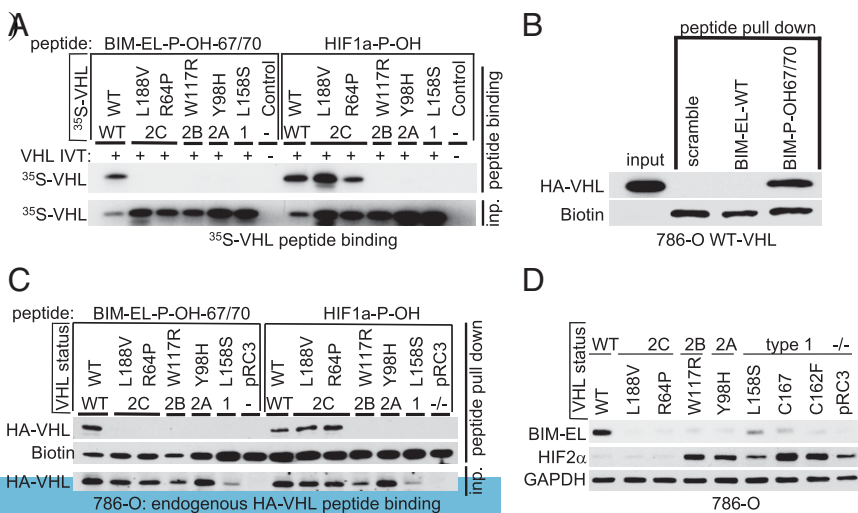 A
peptide: BIM-EL-P-OH-67/70 HIF1a-P-OH
35S-VHL WT L188V R64P W117R Y98H L158S Control WT L188V R64P W117R Y98H L158S Control
WT 2C 2B 2A 1 - WT 2C 2B 2A 1 -
VHL IVT: + + + + + + - + + + + + + -
35S-VHL
35S-VHL
peptide binding
inp.
35S-VHL peptide binding
B
peptide pull down
input scramble BIM-EL-WT BIM-P-OH67/70
HA-VHL
Biotin
786-O WT-VHL
C
peptide: BIM-EL-P-OH-67/70 HIF1a-P-OH
VHL status WT L188V R64P W117R Y98H L158S pRC3 WT L188V R64P W117R Y98H L158S pRC3
WT 2C 2B 2A 1 - WT 2C 2B 2A 1 -/-
HA-VHL
Biotin
HA-VHL
peptide pull down
inp.
786-O: endogenous HA-VHL peptide binding
D
VHL status WT 2C 2B 2A type 1 -/-
WT L188V R64P W117R Y98H L158S C167 C162F pRC3
BIM-EL
HIF2α
GAPDH
786-O